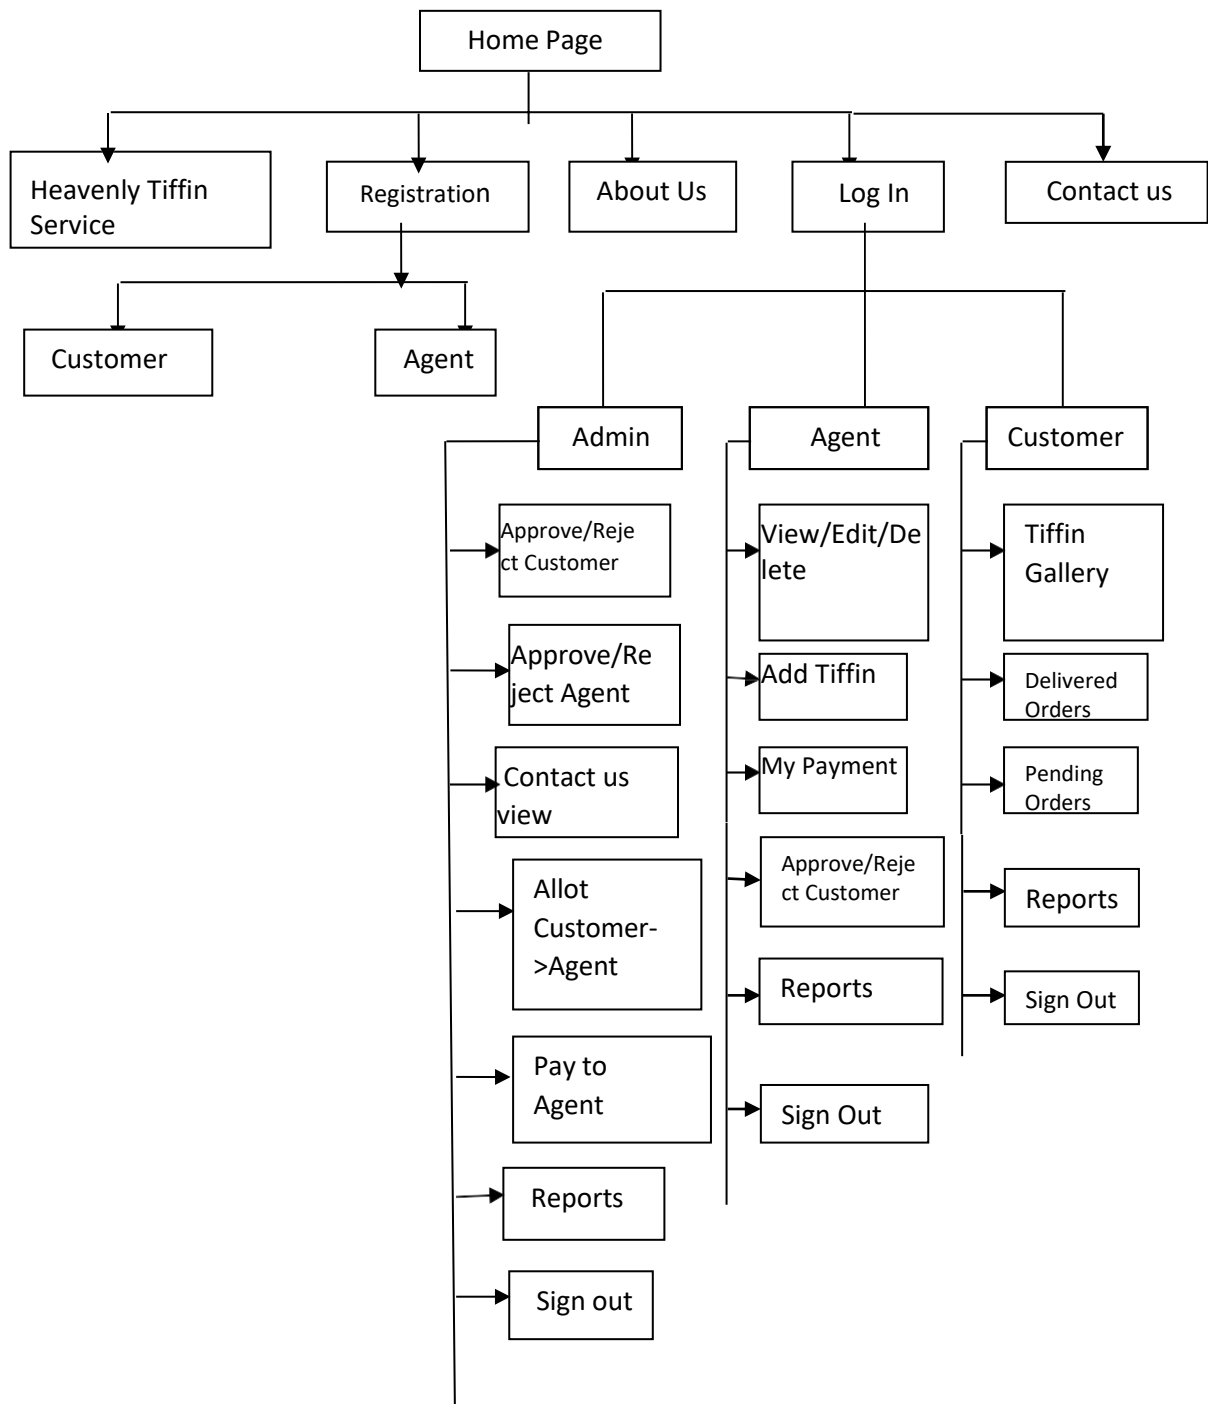 Home Page
Heavenly Tiffin
Service
Registration
About Us
Log In
Contact us
Customer
Agent
Admin
Agent
Customer
Approve/Reje
ct Customer
Approve/Re
ject Agent
Contact us
view
Allot
Customer-
>Agent
Pay to
Agent
Reports
Sign out
View/Edit/De
lete
Add Tiffin
My Payment
Approve/Reje
ct Customer
Reports
Sign Out
Tiffin
Gallery
Delivered
Orders
Pending
Orders
Reports
Sign Out